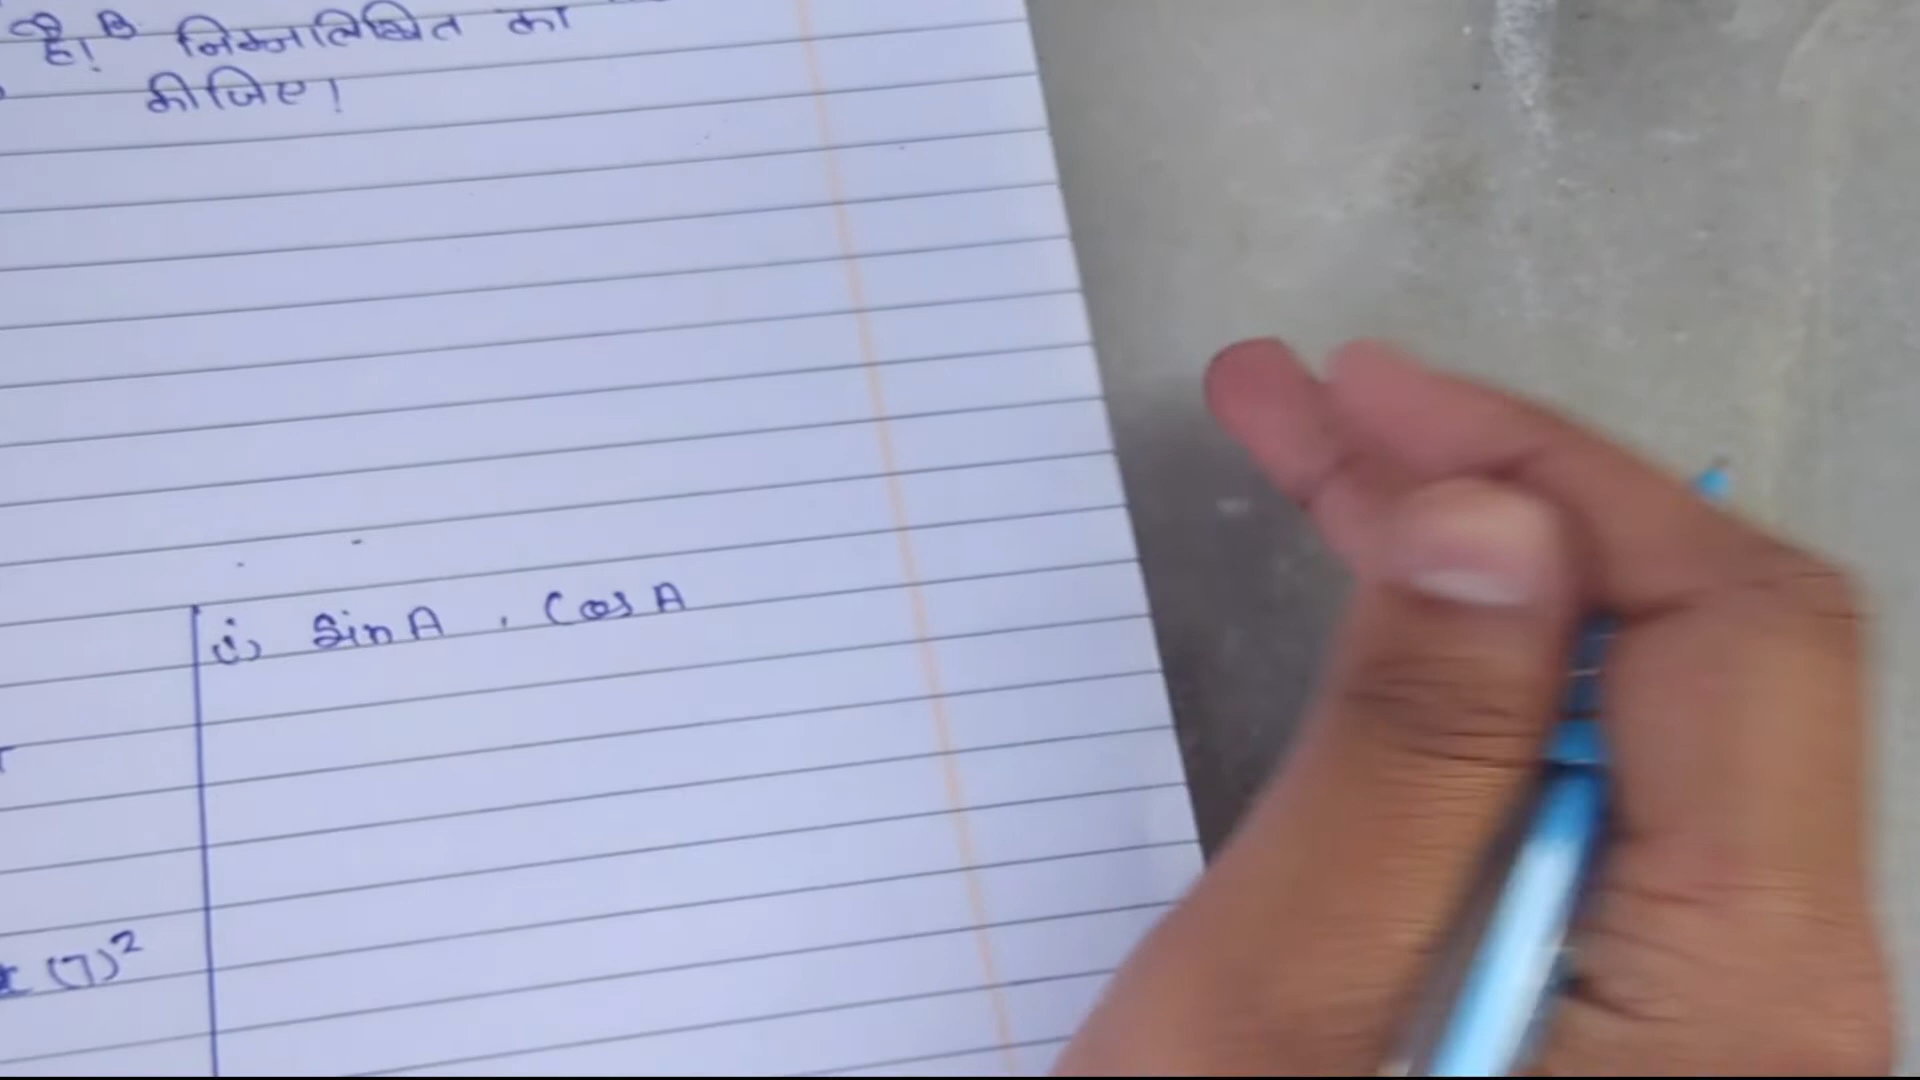 है। B निम्नलिखित का
कीजिए।
i) sin A , Cos A
(7)²